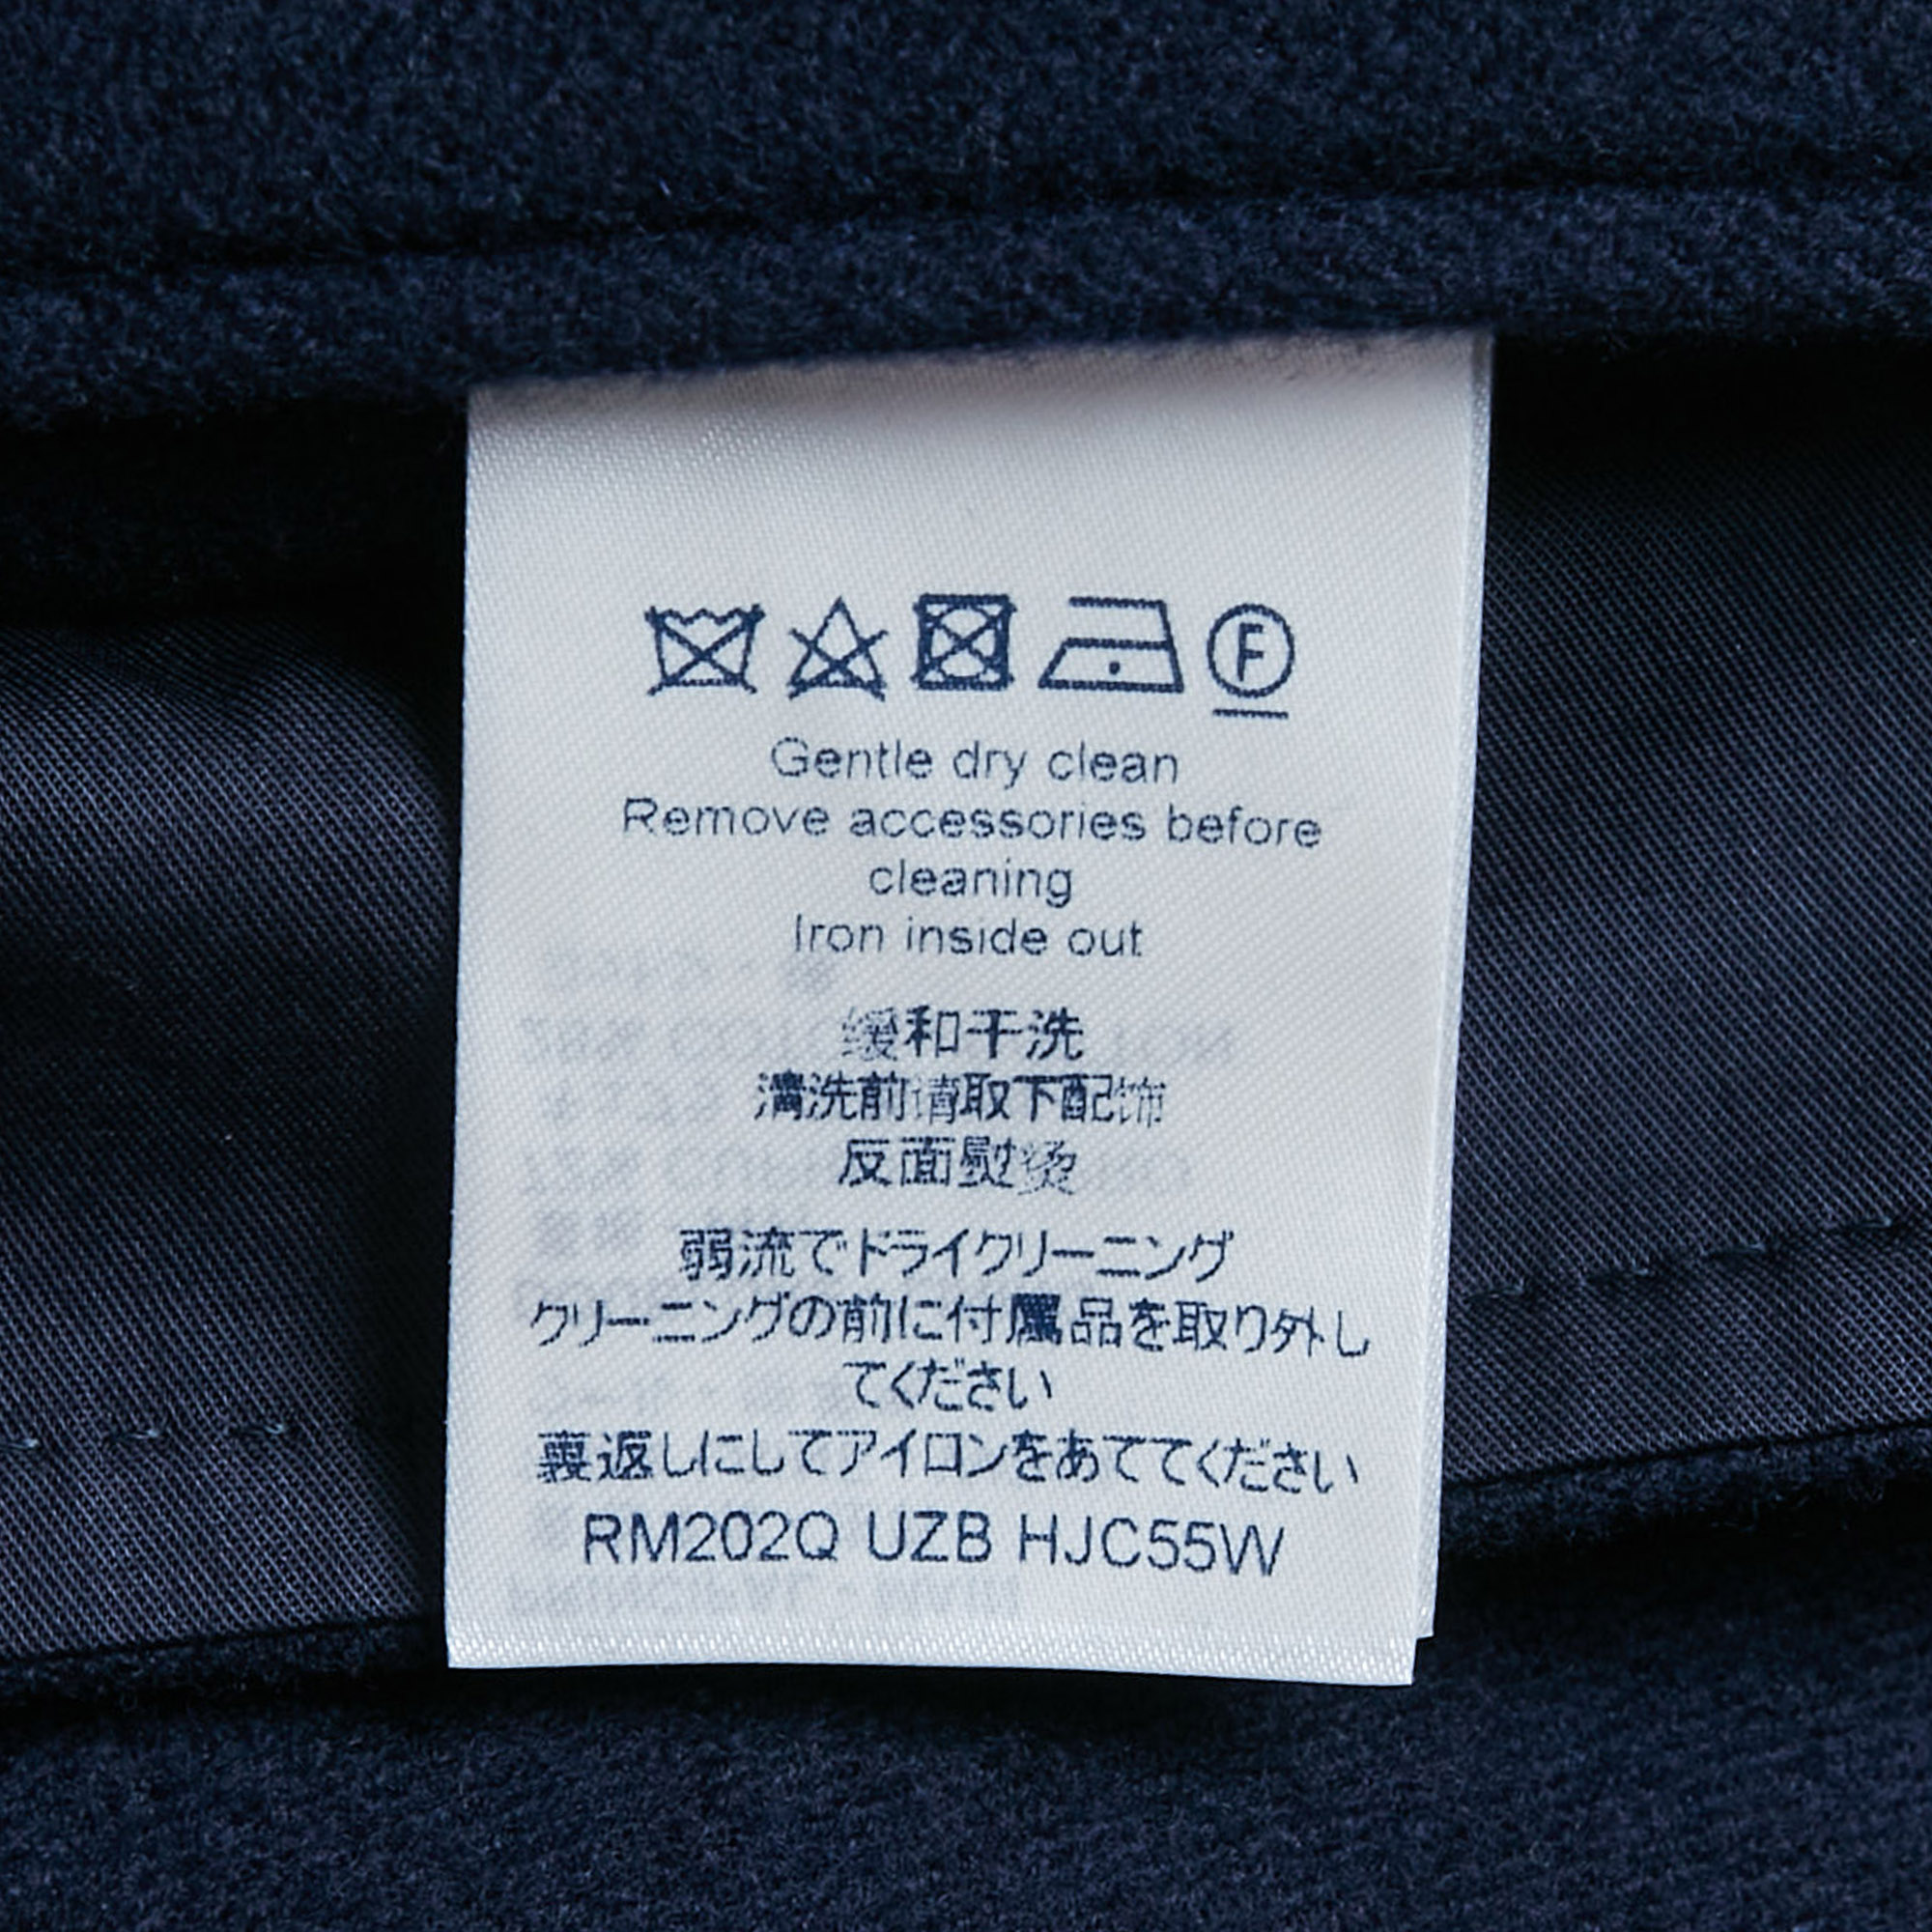 F
Gentle dry clean
Remove accessories before
cleaning
Iron inside out
缓和干洗
清洗前请取下配饰
反面熨烫
弱流でドライクリーニング
クリーニングの前に付属品を取り外し
てください
裏返しにしてアイロンをあててください
RM202Q UZB HJC55W